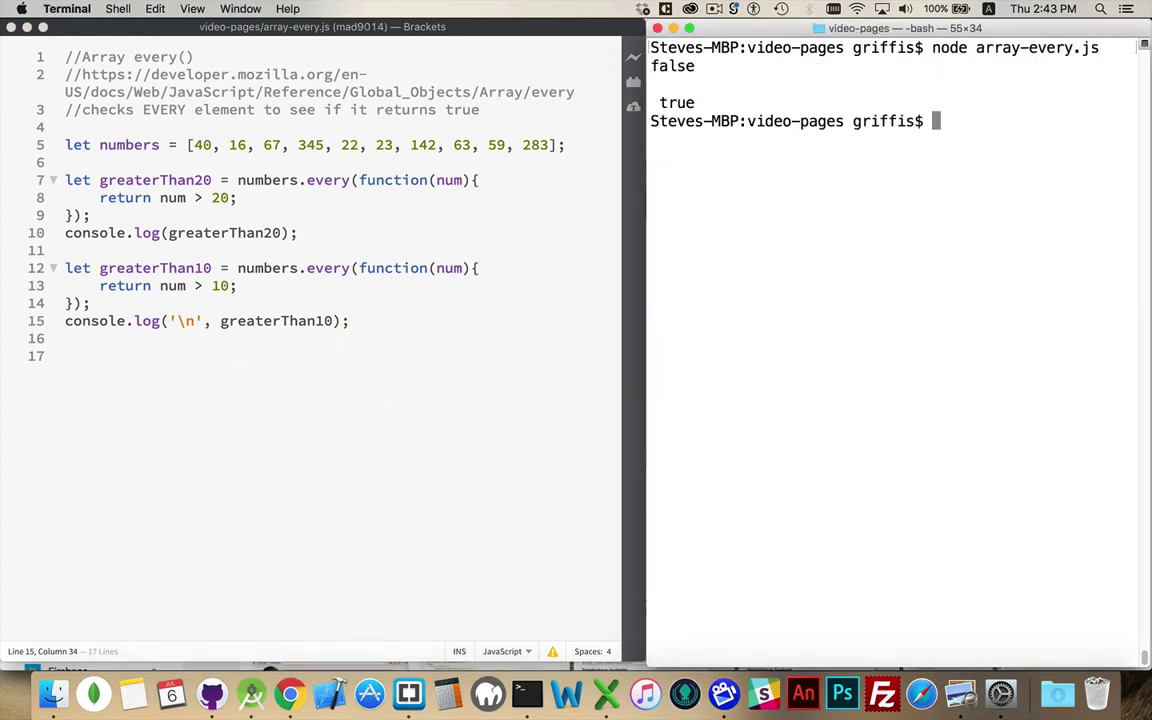 Terminal Shell Edit View Window Help 100% A Thu 2:43 PM
video-pages/array-every.js (mad9014) — Brackets
1 //Array every()
2 //https://developer.mozilla.org/en-
US/docs/Web/JavaScript/Reference/Global_Objects/Array/every
3 //checks EVERY element to see if it returns true
4
5 let numbers = [40, 16, 67, 345, 22, 23, 142, 63, 59, 283];
6
7 let greaterThan20 = numbers.every(function(num){
8 return num > 20;
9 });
10 console.log(greaterThan20);
11
12 let greaterThan10 = numbers.every(function(num){
13 return num > 10;
14 });
15 console.log('\n', greaterThan10);
16
17
Line 15, Column 34 — 17 Lines INS JavaScript Spaces: 4
video-pages — -bash — 55×34
Steves-MBP:video-pages griffis$ node array-every.js
false
true
Steves-MBP:video-pages griffis$
6 An Ps Fz